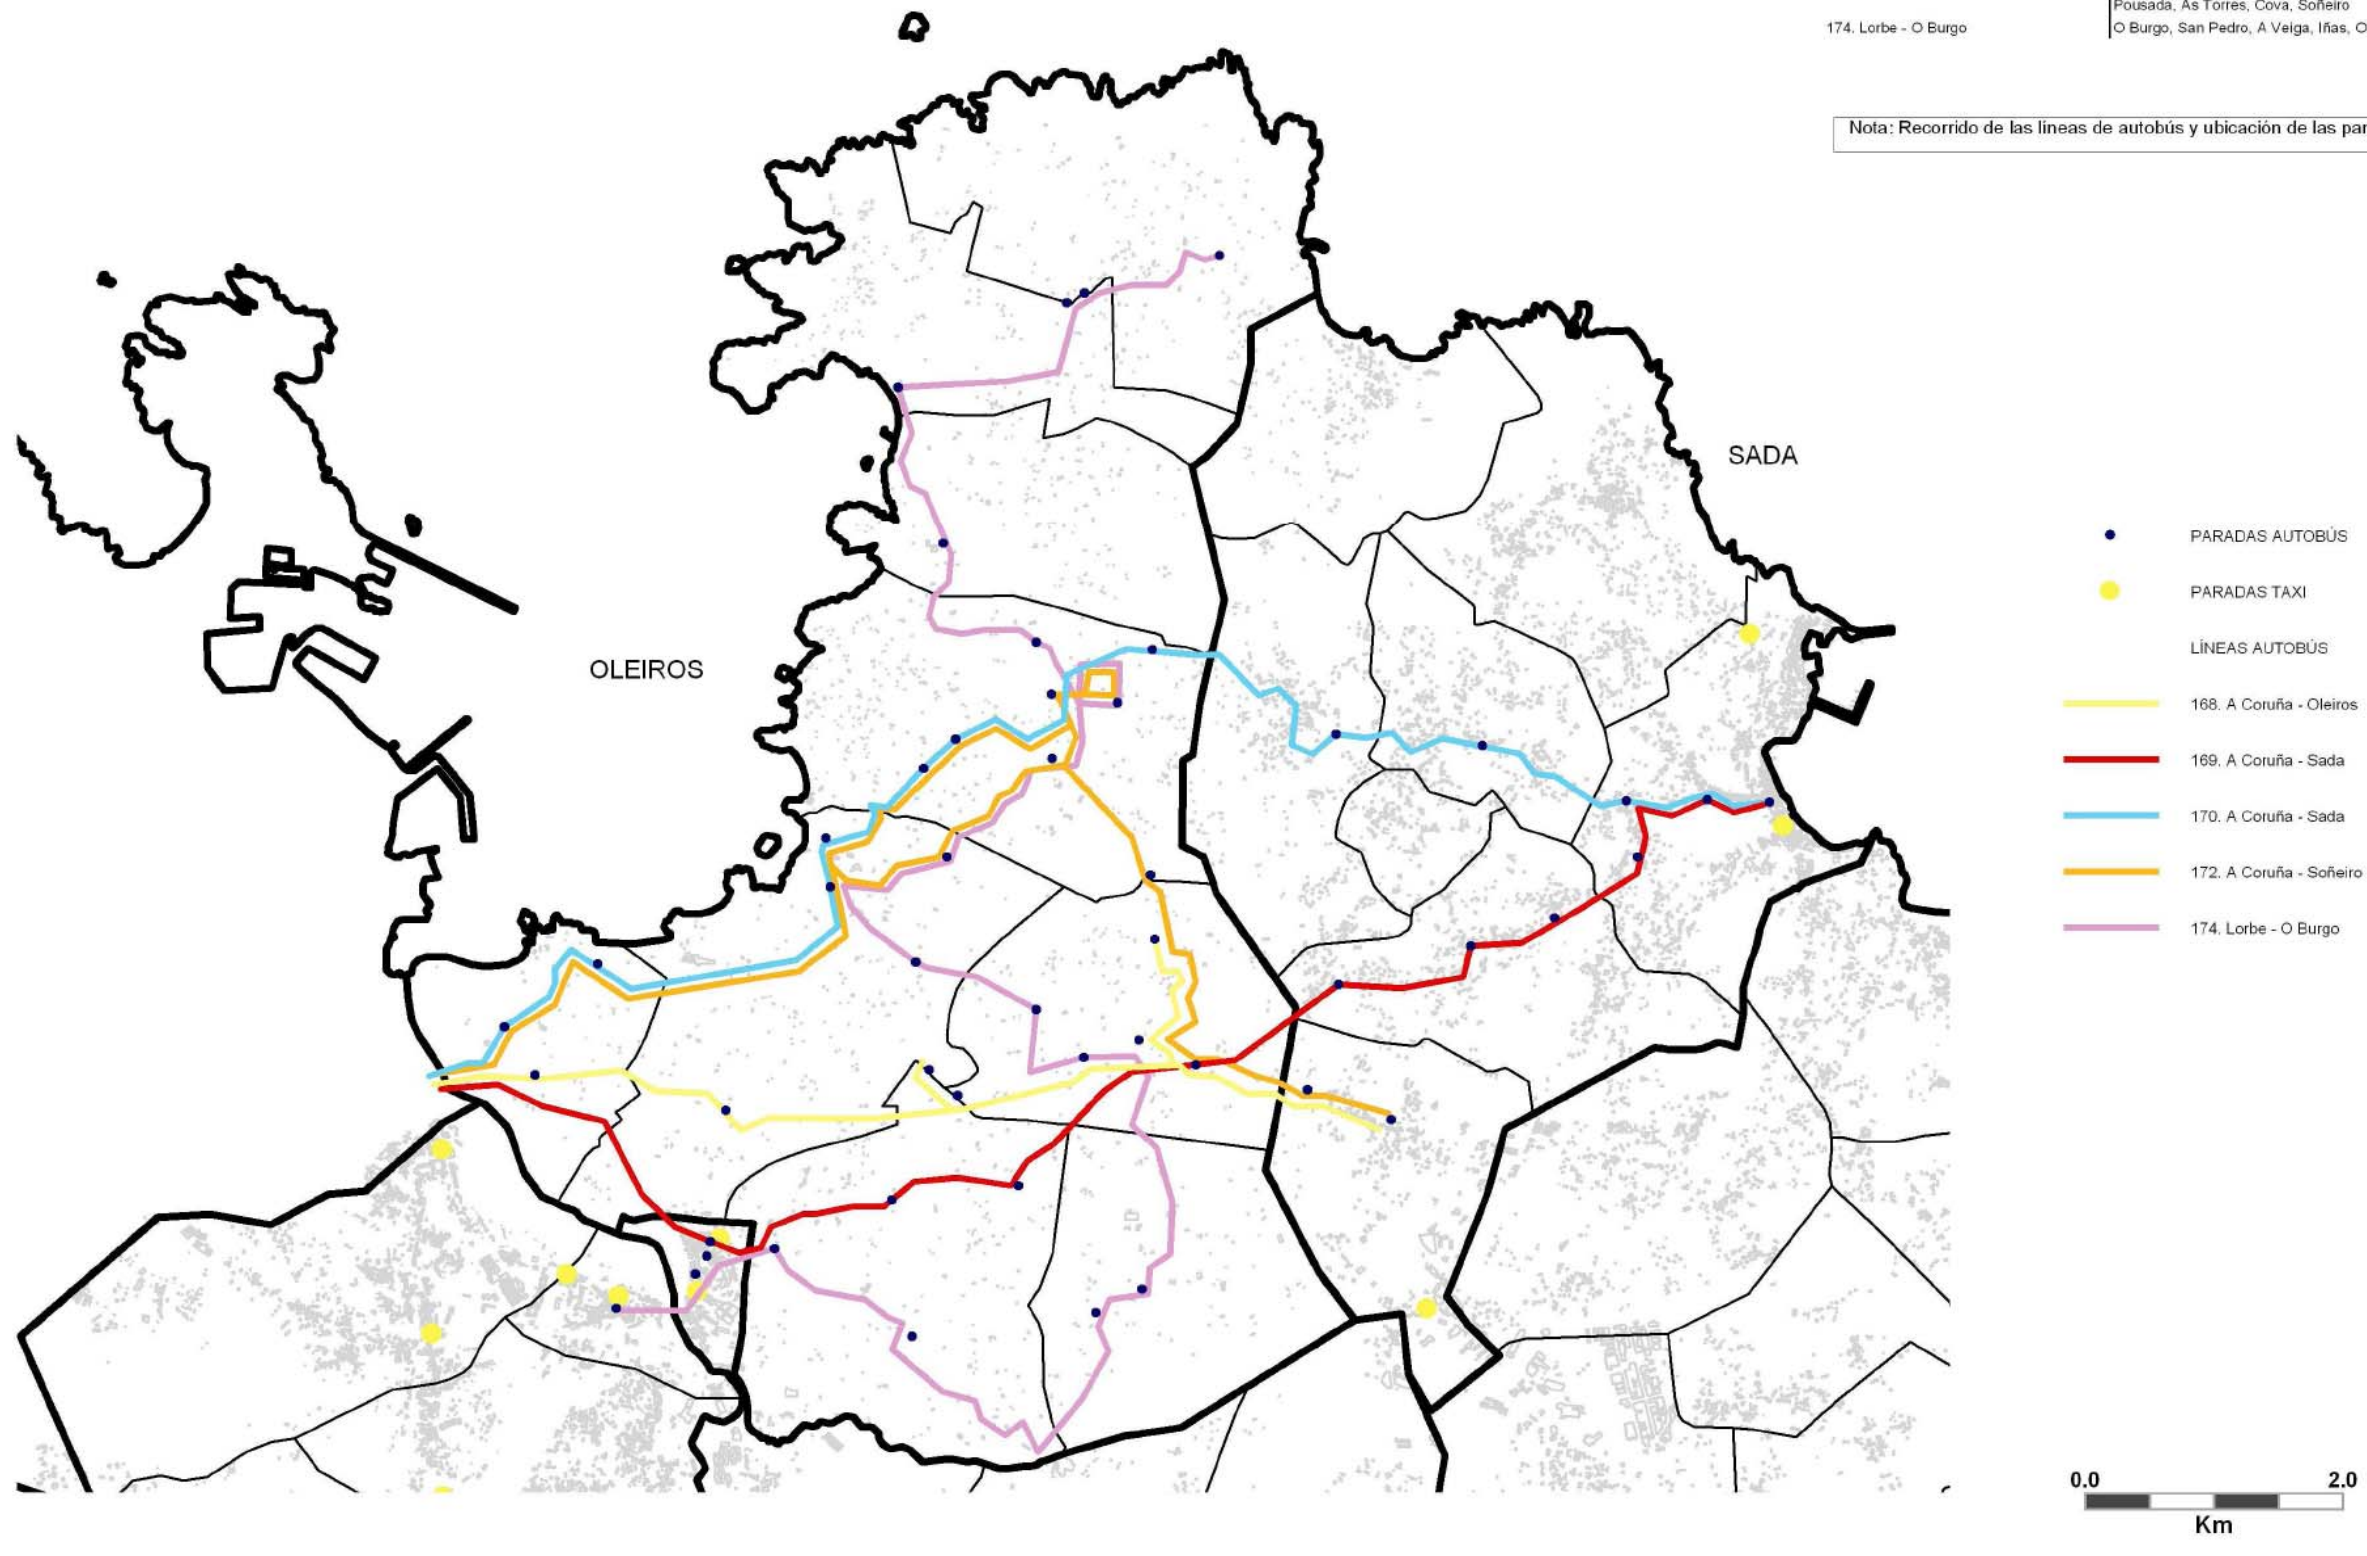 Pousada, As Torres, Cova, Soñeiro
174. Lorbe - O Burgo
O Burgo, San Pedro, A Veiga, Iñas, O
Nota: Recorrido de las líneas de autobús y ubicación de las par
SADA
OLEIROS
PARADAS AUTOBÚS
PARADAS TAXI
LÍNEAS AUTOBÚS
168. A Coruña - Oleiros
169. A Coruña - Sada
170. A Coruña - Sada
172. A Coruña - Soñeiro
174. Lorbe - O Burgo
0.0 2.0
Km